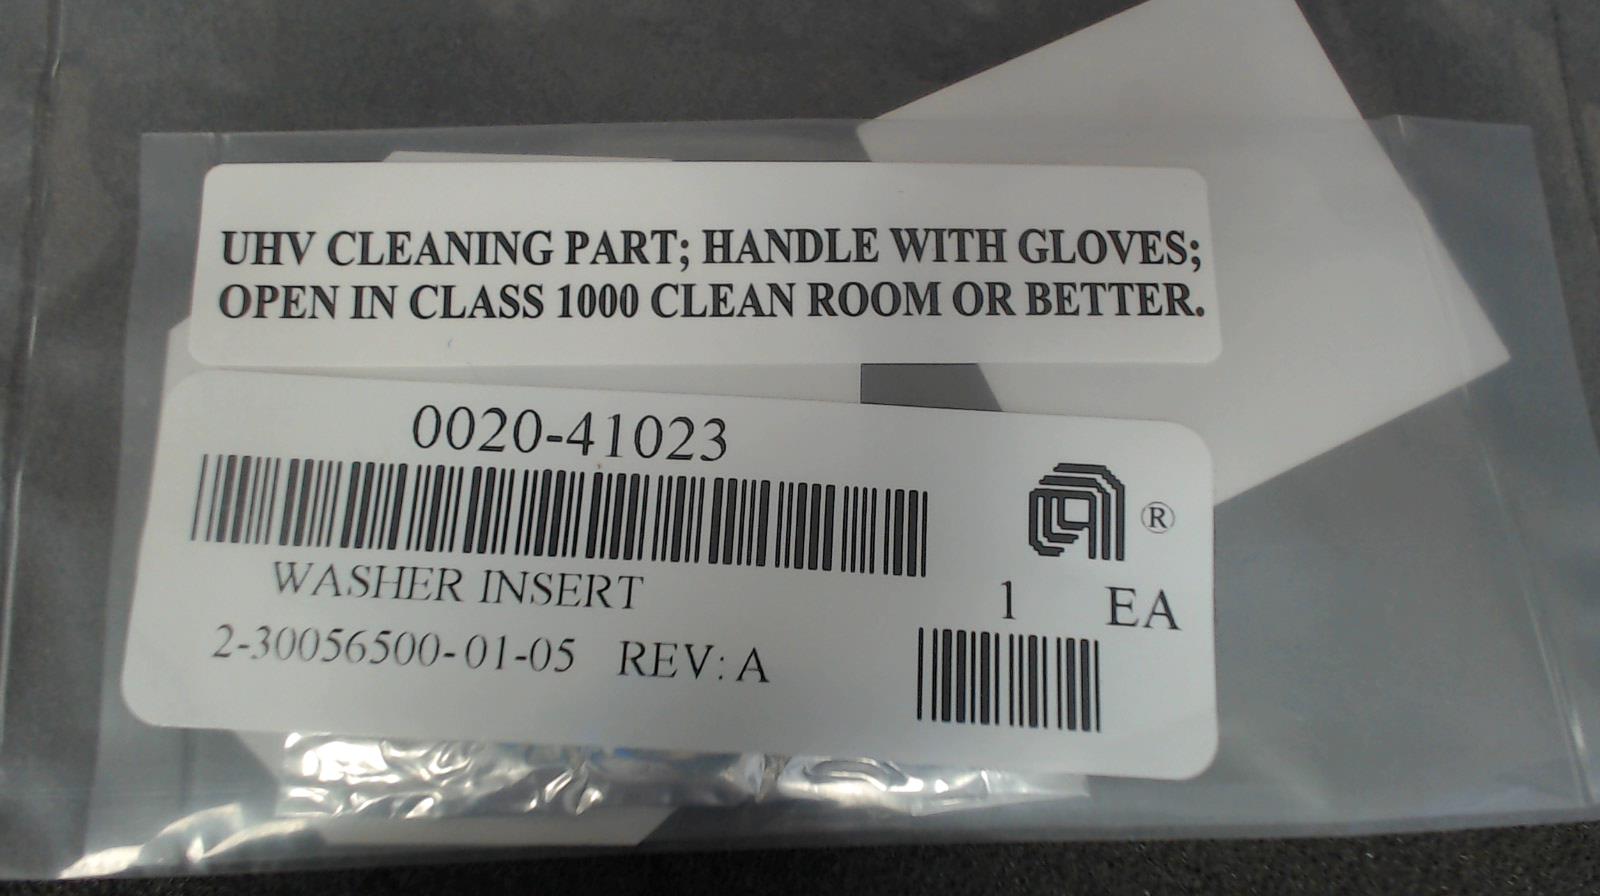 UHV CLEANING PART; HANDLE WITH GLOVES;
OPEN IN CLASS 1000 CLEAN ROOM OR BETTER.
0020-41023
®
WASHER INSERT
1 EA
2-30056500-01-05 REV: A